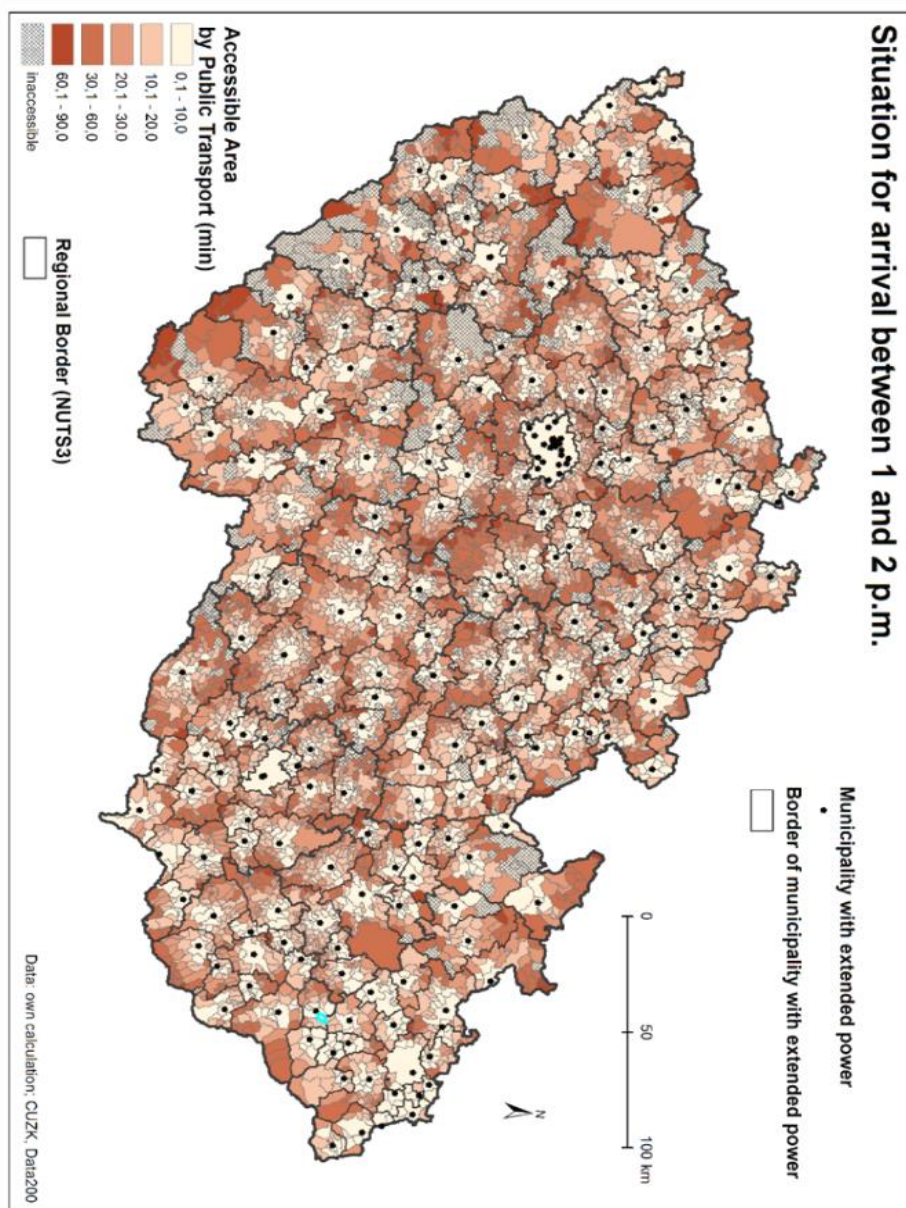 Situation for arrival between 1 and 2 p.m.
Municipality with extended power
Border of municipality with extended power
0
50
100 km
N
Accessible Area
by Public Transport (min)
0,1 - 10,0
10,1 - 20,0
20,1 - 30,0
30,1 - 60,0
60,1 - 90,0
inaccessible
Regional Border (NUTS3)
Data: own calculation; CUZK, Data200